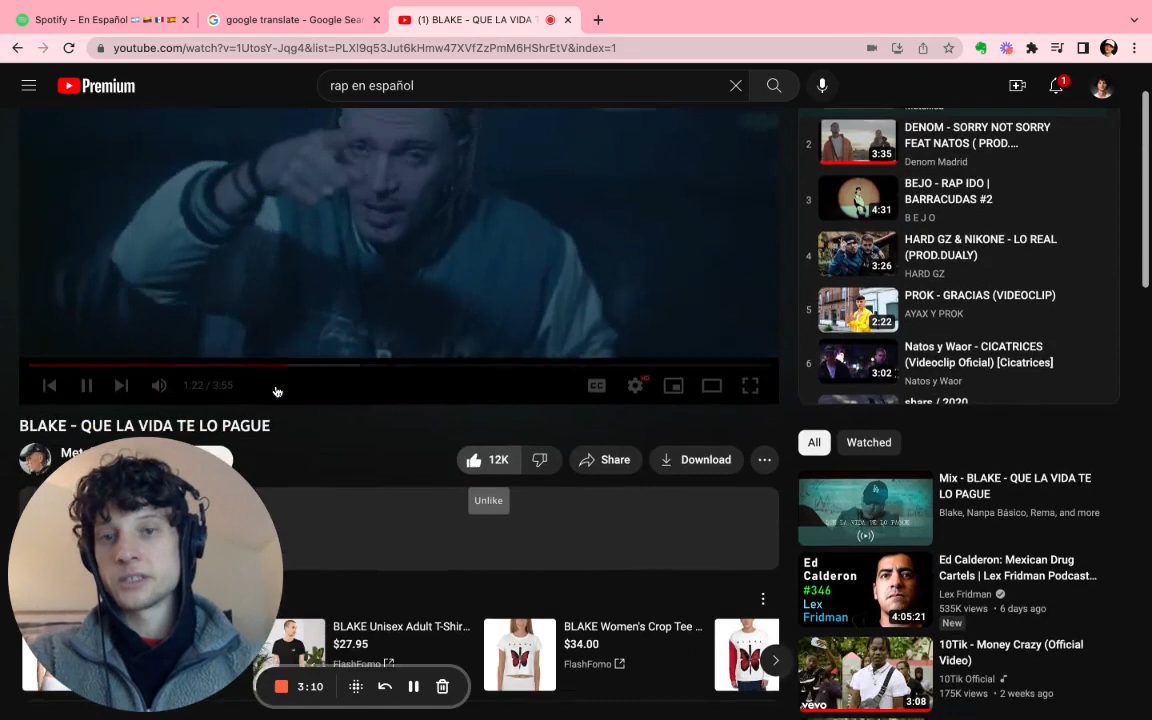 Spotify – En Español
google translate - Google Sear
(1) BLAKE - QUE LA VIDA T
youtube.com/watch?v=1UtosY-Jqg4&list=PLXl9q53Jut6kHmw47XVfZzPmM6HShrEtV&index=1
Premium
rap en español
1
2
DENOM - SORRY NOT SORRY
FEAT NATOS ( PROD....
Denom Madrid
3:35
3
BEJO - RAP IDO |
BARRACUDAS #2
B E J O
4:31
4
HARD GZ & NIKONE - LO REAL
(PROD.DUALY)
HARD GZ
3:26
5
PROK - GRACIAS (VIDEOCLIP)
AYAX Y PROK
2:22
6
Natos y Waor - CICATRICES
(Videoclip Oficial) [Cicatrices]
Natos y Waor
3:02
shars / 2020
1:22 / 3:55
CC
HD
BLAKE - QUE LA VIDA TE LO PAGUE
Met
12K
Share
Download
Unlike
All
Watched
Mix - BLAKE - QUE LA VIDA TE
LO PAGUE
Blake, Nanpa Básico, Rema, and more
QUE LA VIDA TE LO PAGUE
Ed Calderon: Mexican Drug
Cartels | Lex Fridman Podcast...
Lex Fridman
535K views • 6 days ago
New
Ed
Calderon
#346
Lex
Fridman
4:05:21
10Tik - Money Crazy (Official
Video)
10Tik Official
175K views • 2 weeks ago
vevo
3:08
BLAKE Unisex Adult T-Shir...
$27.95
FlashFomo
BLAKE Women's Crop Tee ...
$34.00
FlashFomo
3:10